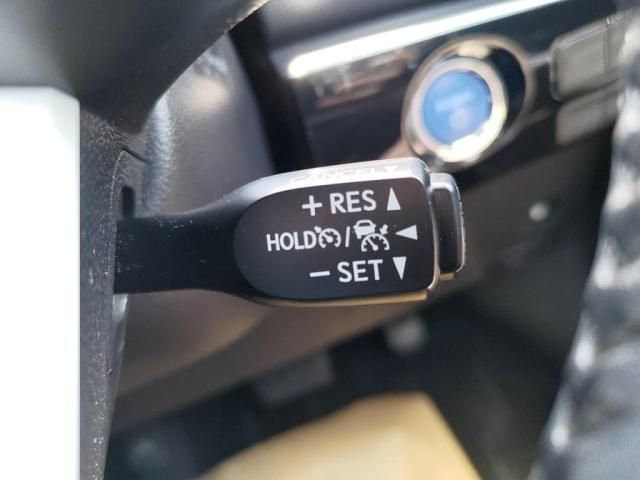 CANCEL
+ RES ▲
HOLD / ◀
− SET ▼